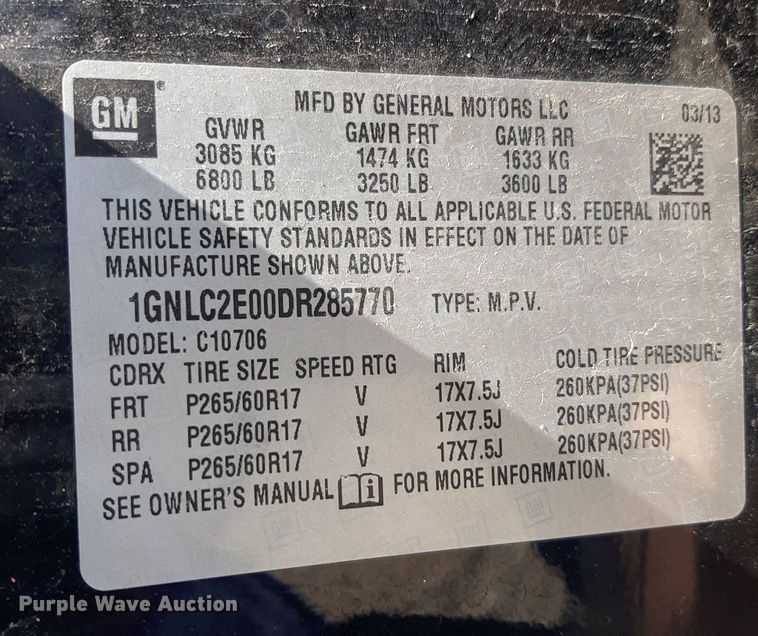 GM ®
MFD BY GENERAL MOTORS LLC 03/13
GVWR GAWR FRT GAWR RR
3085 KG 1474 KG 1633 KG
6800 LB 3250 LB 3600 LB
THIS VEHICLE CONFORMS TO ALL APPLICABLE U.S. FEDERAL MOTOR
VEHICLE SAFETY STANDARDS IN EFFECT ON THE DATE OF
MANUFACTURE SHOWN ABOVE.
1GNLC2E00DR285770 TYPE: M.P.V.
MODEL: C10706
CDRX TIRE SIZE SPEED RTG RIM COLD TIRE PRESSURE
FRT P265/60R17 V 17X7.5J 260KPA(37PSI)
RR P265/60R17 V 17X7.5J 260KPA(37PSI)
SPA P265/60R17 V 17X7.5J 260KPA(37PSI)
SEE OWNER'S MANUAL i FOR MORE INFORMATION.
Purple Wave Auction